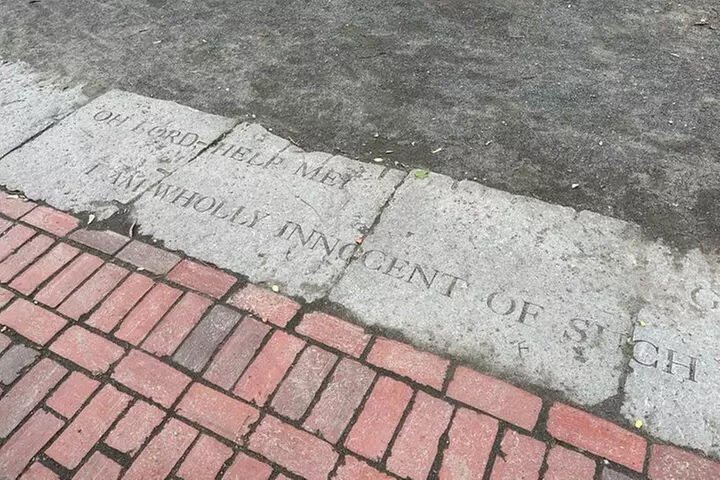 OH LORD, HELP ME!
I AM WHOLLY INNOCENT OF SUCH